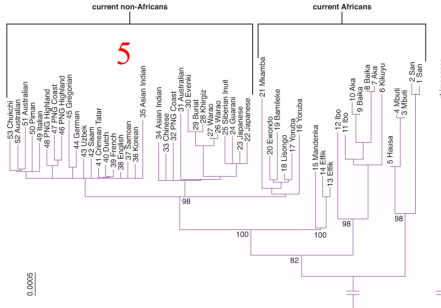 current non-Africans
current Africans
5
53 Chukchi
52 Australian
51 Australian
50 Piman
49 Italian
48 PNG Highland
47 PNG Coast
46 PNG Highland
45 Georgian
44 German
43 Uzbek
42 Saam
41 Crimean Tatar
40 Dutch
39 French
38 English
37 Samoan
36 Korean
35 Asian Indian
34 Asian Indian
33 Chinese
32 PNG Coast
31 Australian
30 Evenki
29 Buriat
28 Khirgiz
27 Warao
26 Warao
25 Siberian Inuit
24 Guarani
23 Japanese
22 Japanese
21 Mkamba
20 Ewondo
19 Bamileke
18 Lisongo
17 Yoruba
16 Yoruba
15 Mandenka
14 Effik
13 Effik
12 Ibo
11 Ibo
10 Aka
9 Baika
8 Baika
7 Aka
6 Kikuyu
5 Hausa
4 Mbuti
3 Mbuti
2 San
1 San
98
100
100
98
98
82
0.0005